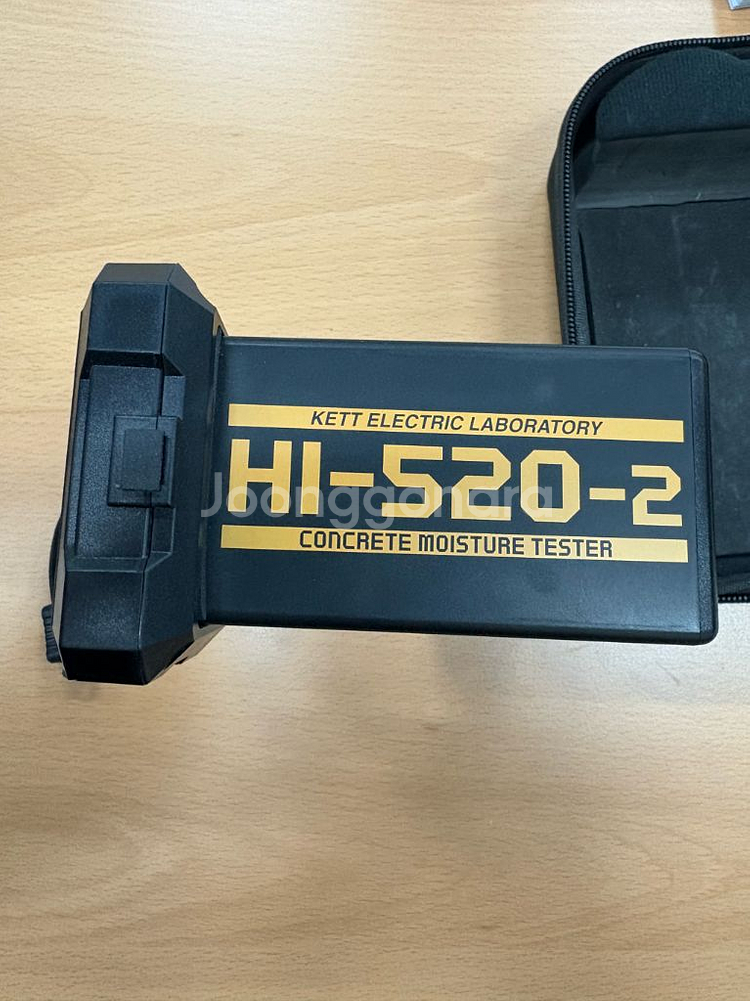 KETT ELECTRIC LABORATORY
HI-520-2
Joonggonara
CONCRETE MOISTURE TESTER